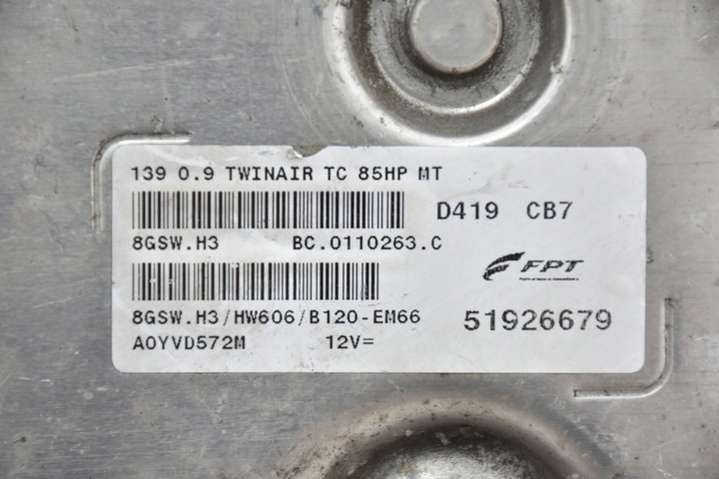 139 0.9 TWINAIR TC 85HP MT
D419 CB7
8GSW.H3 BC.0110263.C
FPT
8GSW.H3/HW606/B120-EM66
51926679
A0YVD572M 12V=